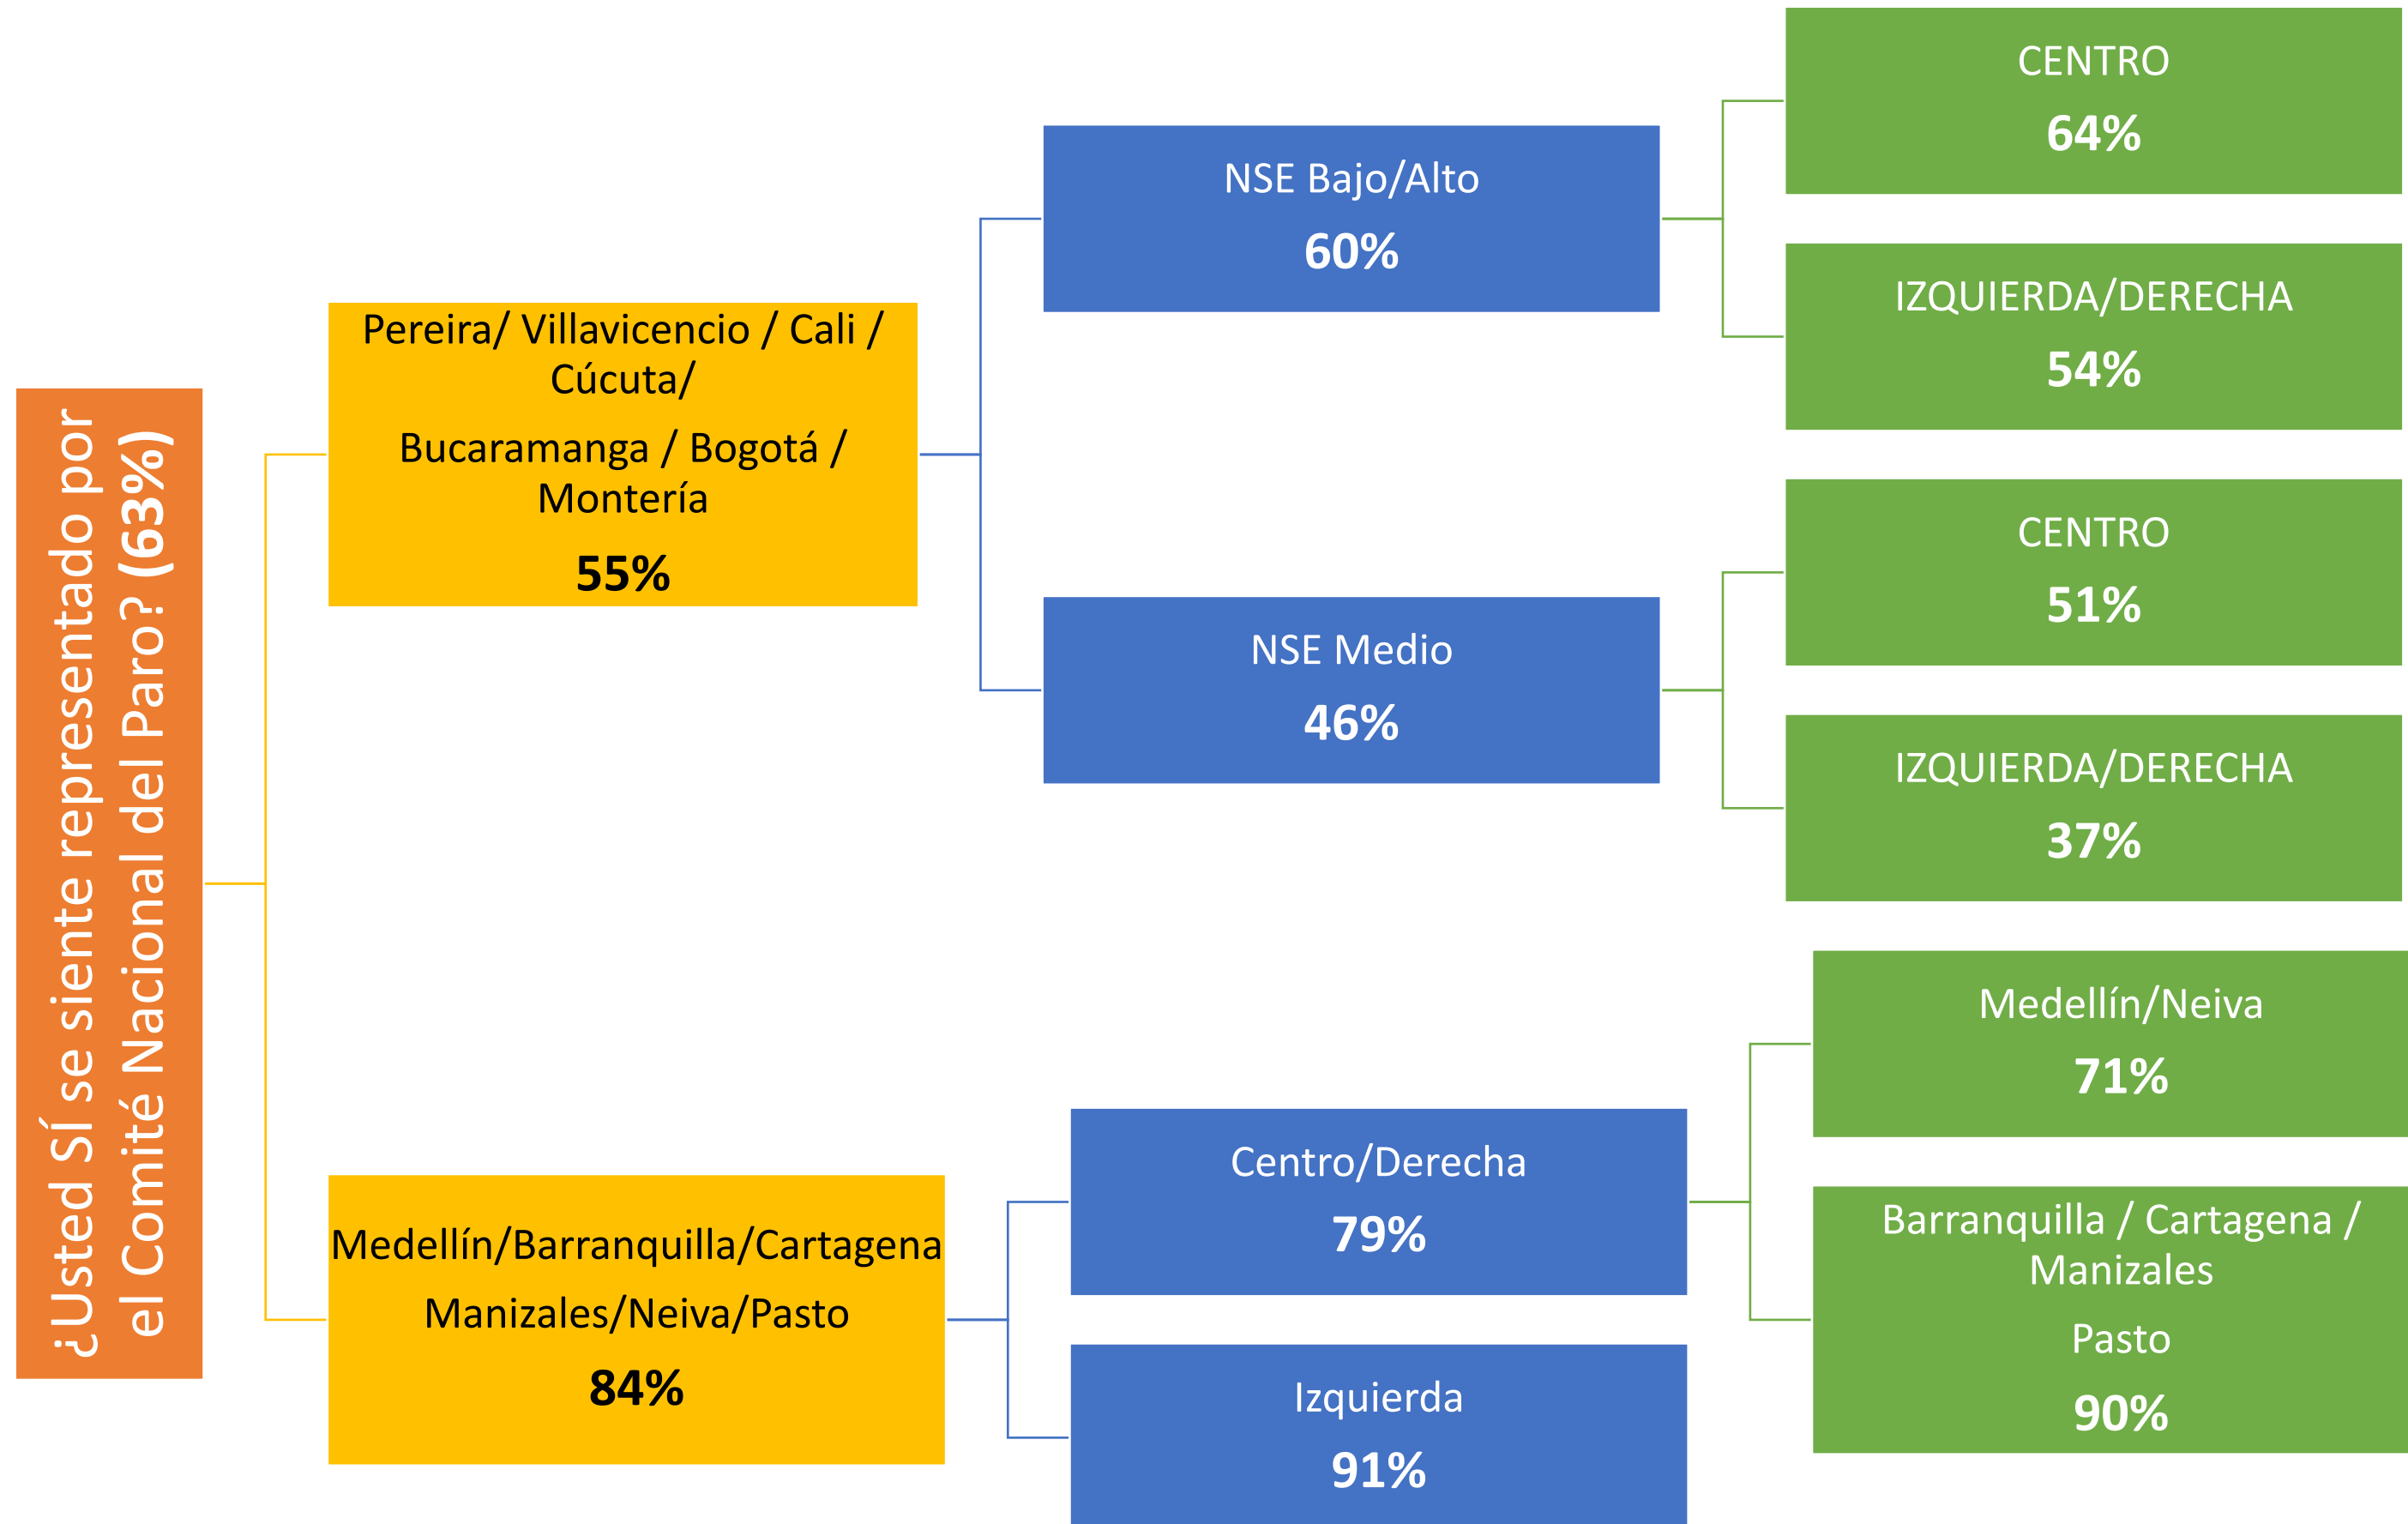 ¿Usted SÍ se siente representado por
el Comité Nacional del Paro? (63%)
Pereira/ Villavicencio / Cali /
Cúcuta/
Bucaramanga / Bogotá /
Montería
55%
NSE Bajo/Alto
60%
CENTRO
64%
IZQUIERDA/DERECHA
54%
NSE Medio
46%
CENTRO
51%
IZQUIERDA/DERECHA
37%
Medellín/Barranquilla/Cartagena
Manizales/Neiva/Pasto
84%
Centro/Derecha
79%
Medellín/Neiva
71%
Barranquilla / Cartagena /
Manizales
Pasto
90%
Izquierda
91%